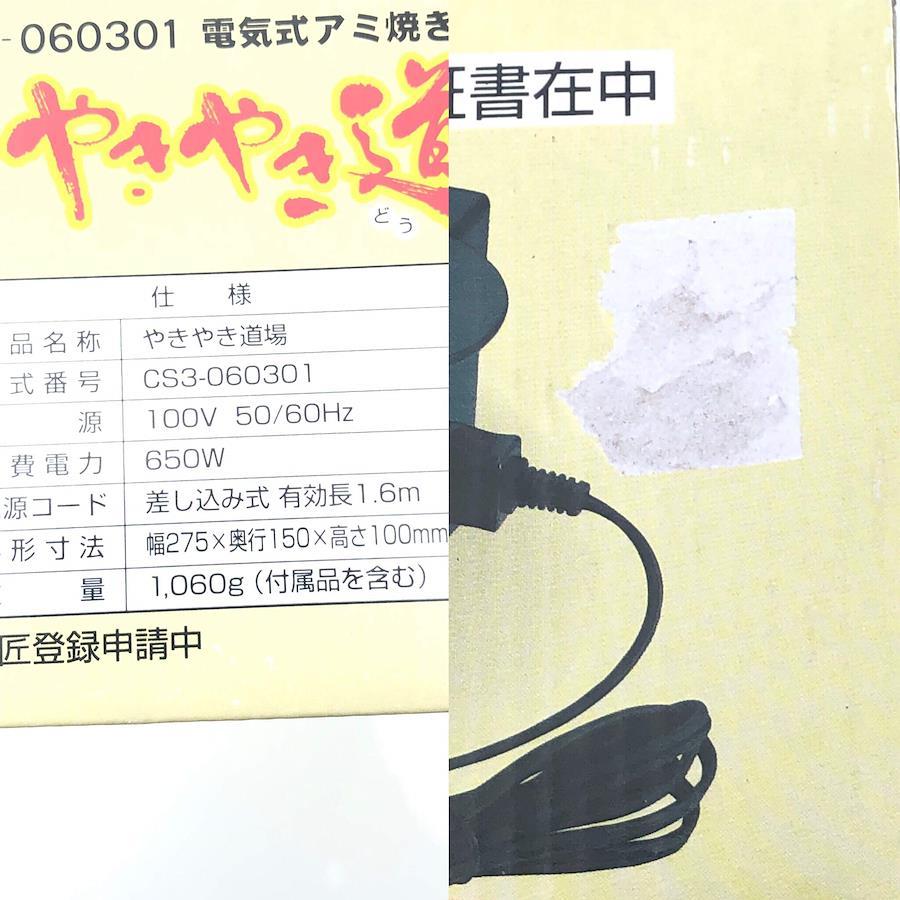 -060301 電気式アミ焼き
やきやき道
どう
仕 様
品名称 やきやき道場
式番号 CS3-060301
源 100V 50/60Hz
費電力 650W
源コード 差し込み式 有効長1.6m
形寸法 幅275×奥行150×高さ100mm
量 1,060g(付属品を含む)
匠登録申請中
証書在中